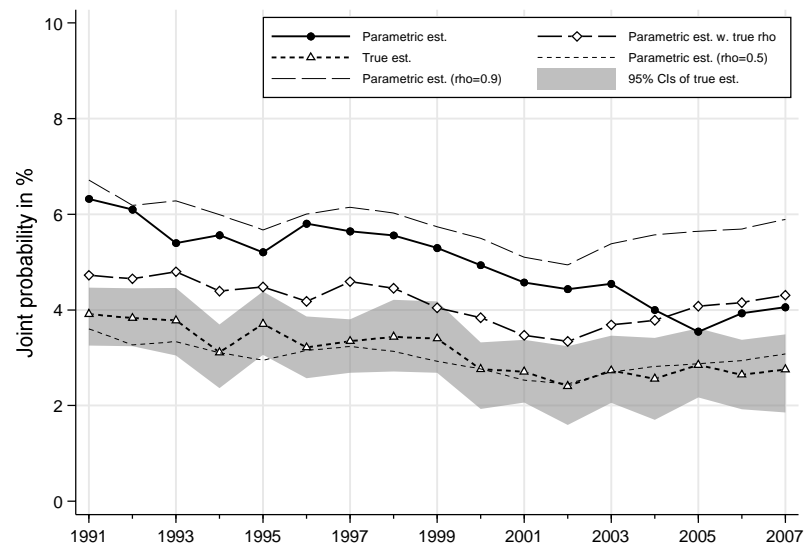 Parametric est.
Parametric est. w. true rho
True est.
Parametric est. (rho=0.5)
Parametric est. (rho=0.9)
95% CIs of true est.
Joint probability in %
10
8
6
4
2
0
1991 1993 1995 1997 1999 2001 2003 2005 2007